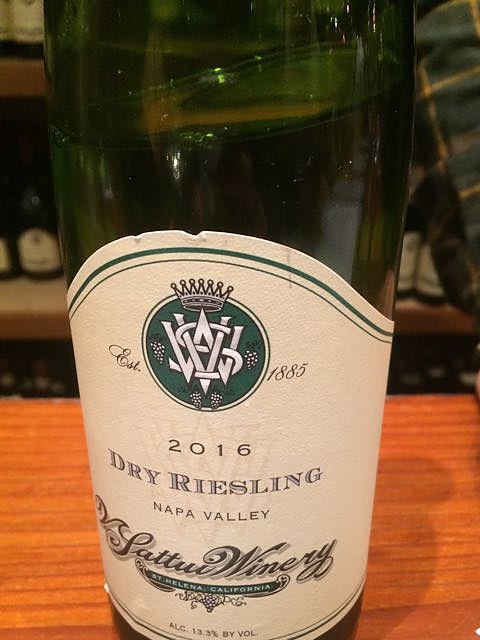 Est. 1885
2016
DRY RIESLING
NAPA VALLEY
V. Sattui Winery
ST. HELENA, CALIFORNIA
ALC. 13.3% BY VOL.